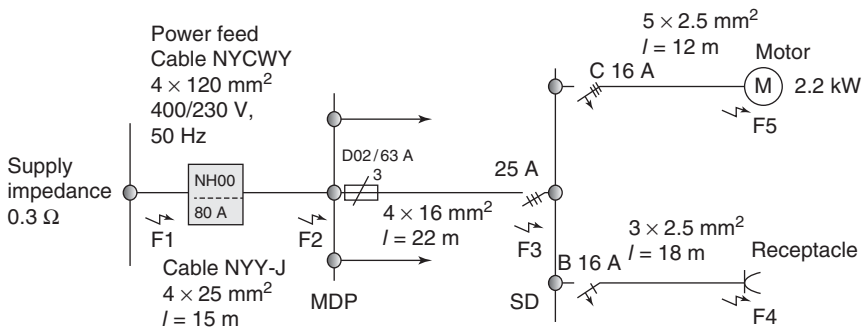 Power feed
Cable NYCWY
4 × 120 mm²
400/230 V,
50 Hz
Supply
impedance
0.3 Ω
NH00
80 A
F1
Cable NYY-J
4 × 25 mm²
l = 15 m
F2
MDP
D02/63 A
3
4 × 16 mm²
l = 22 m
25 A
F3
SD
C 16 A
5 × 2.5 mm²
l = 12 m
Motor
M
2.2 kW
F5
B 16 A
3 × 2.5 mm²
l = 18 m
Receptacle
F4